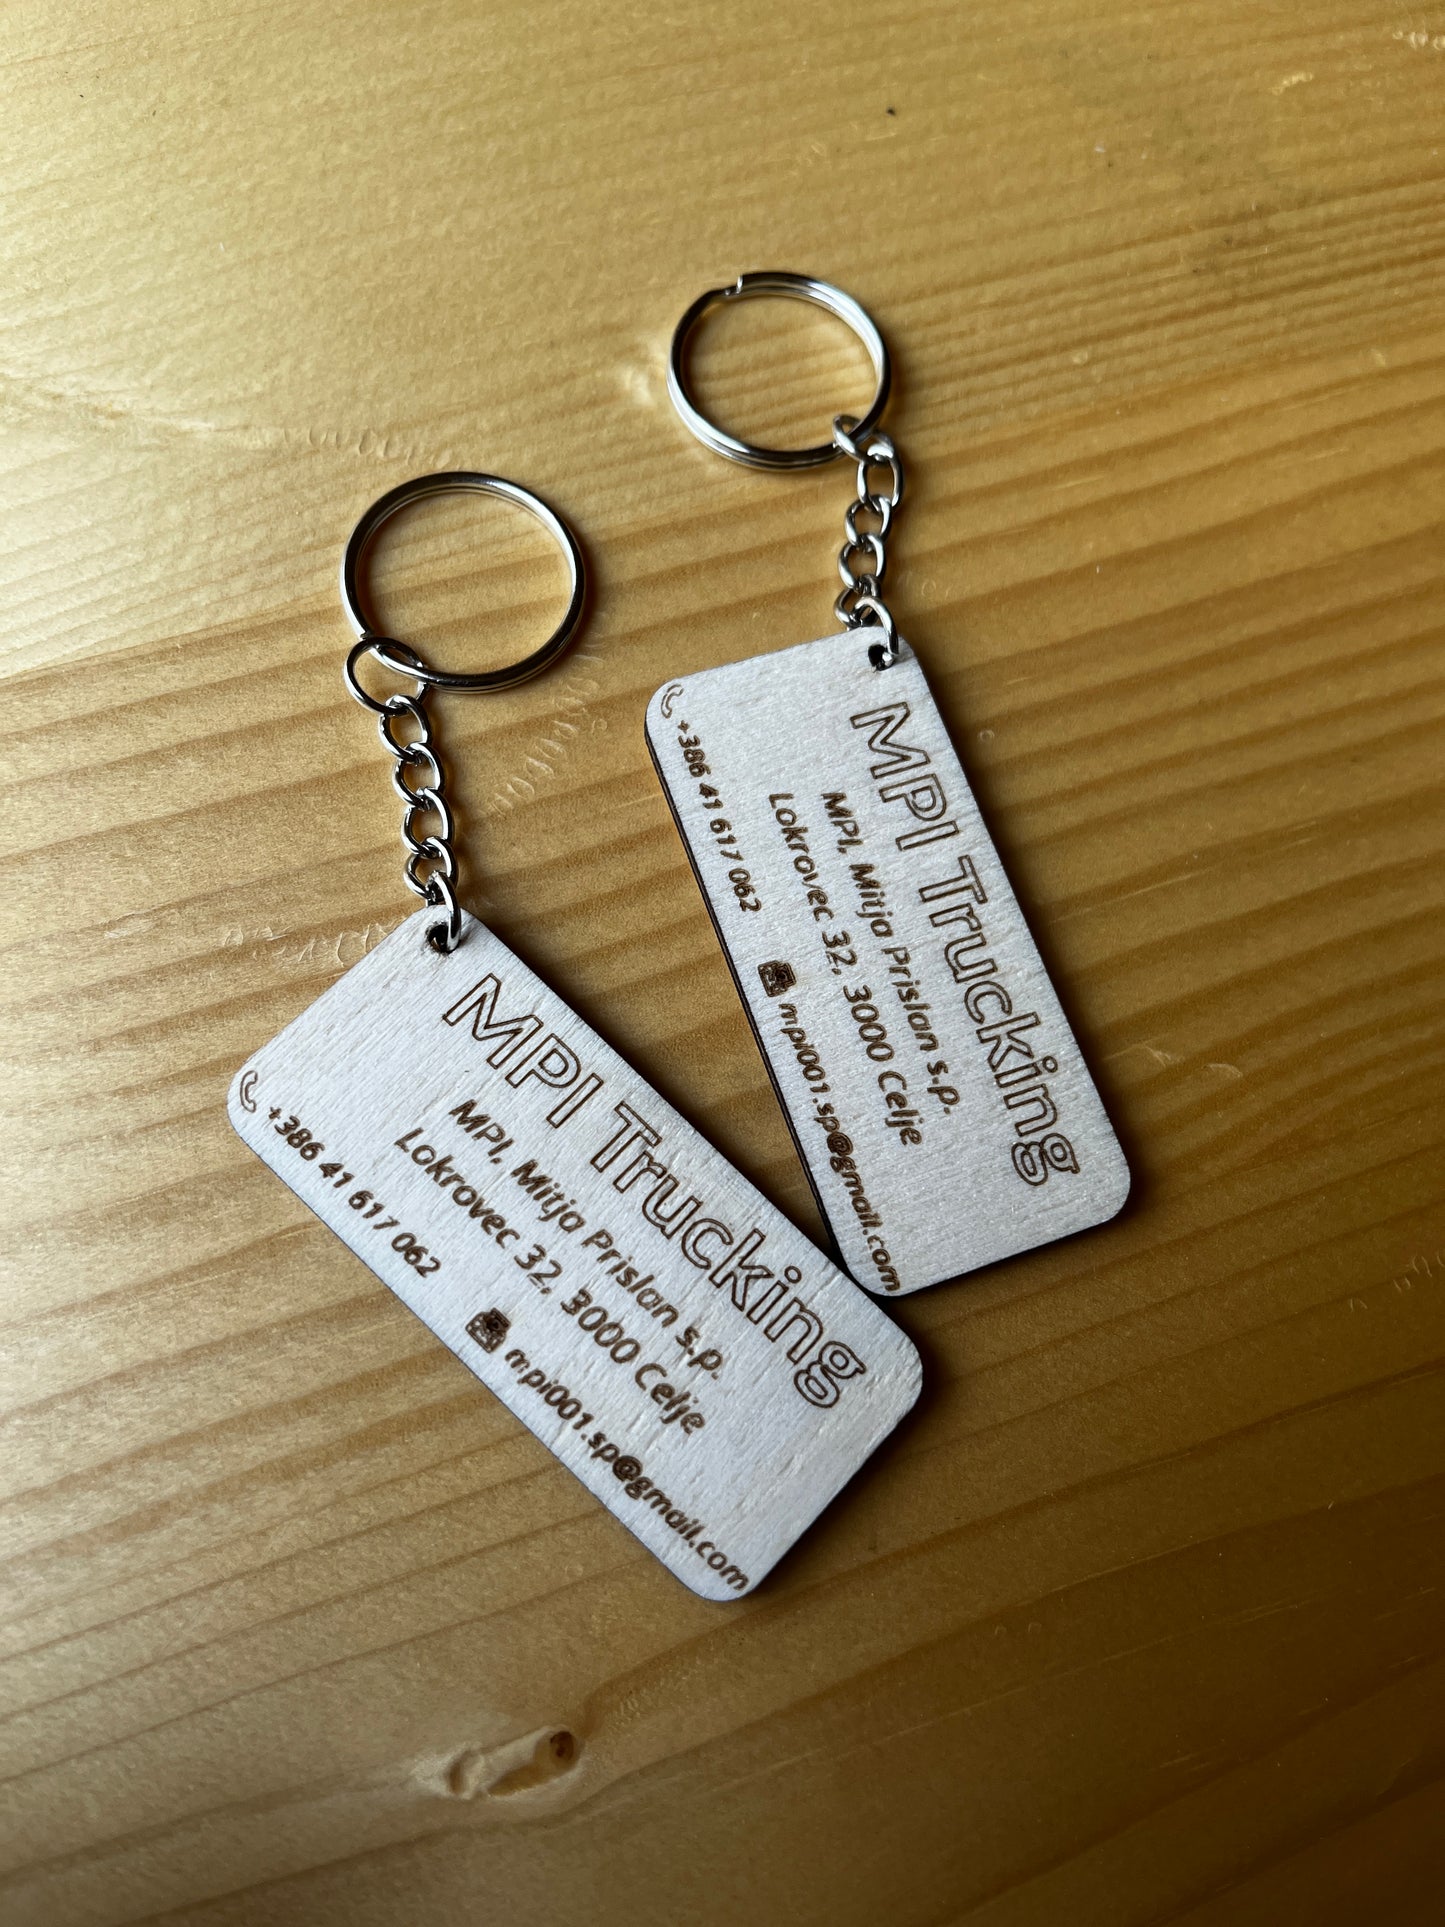 MPI Trucking
MPI, Mitja Prislan s.p.
Lokrovec 32, 3000 Celje
+386 41 617 062
mpi001.sp@gmail.com
MPI Trucking
MPI, Mitja Prislan s.p.
Lokrovec 32, 3000 Celje
+386 41 617 062
mpi001.sp@gmail.com